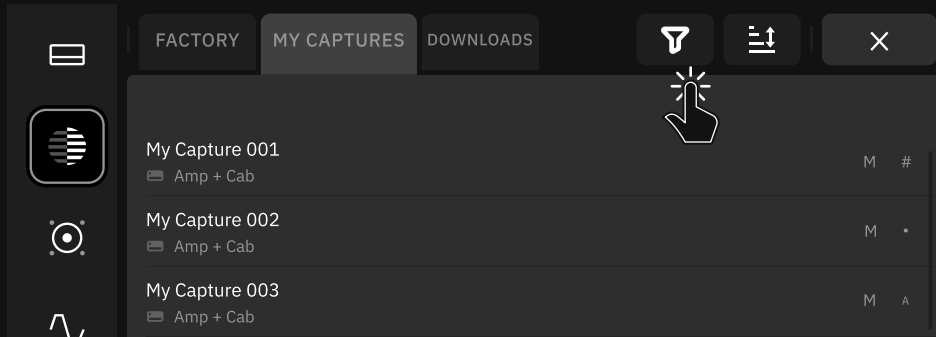 FACTORY
MY CAPTURES
DOWNLOADS
My Capture 001
Amp + Cab
M #
My Capture 002
Amp + Cab
M •
My Capture 003
Amp + Cab
M A